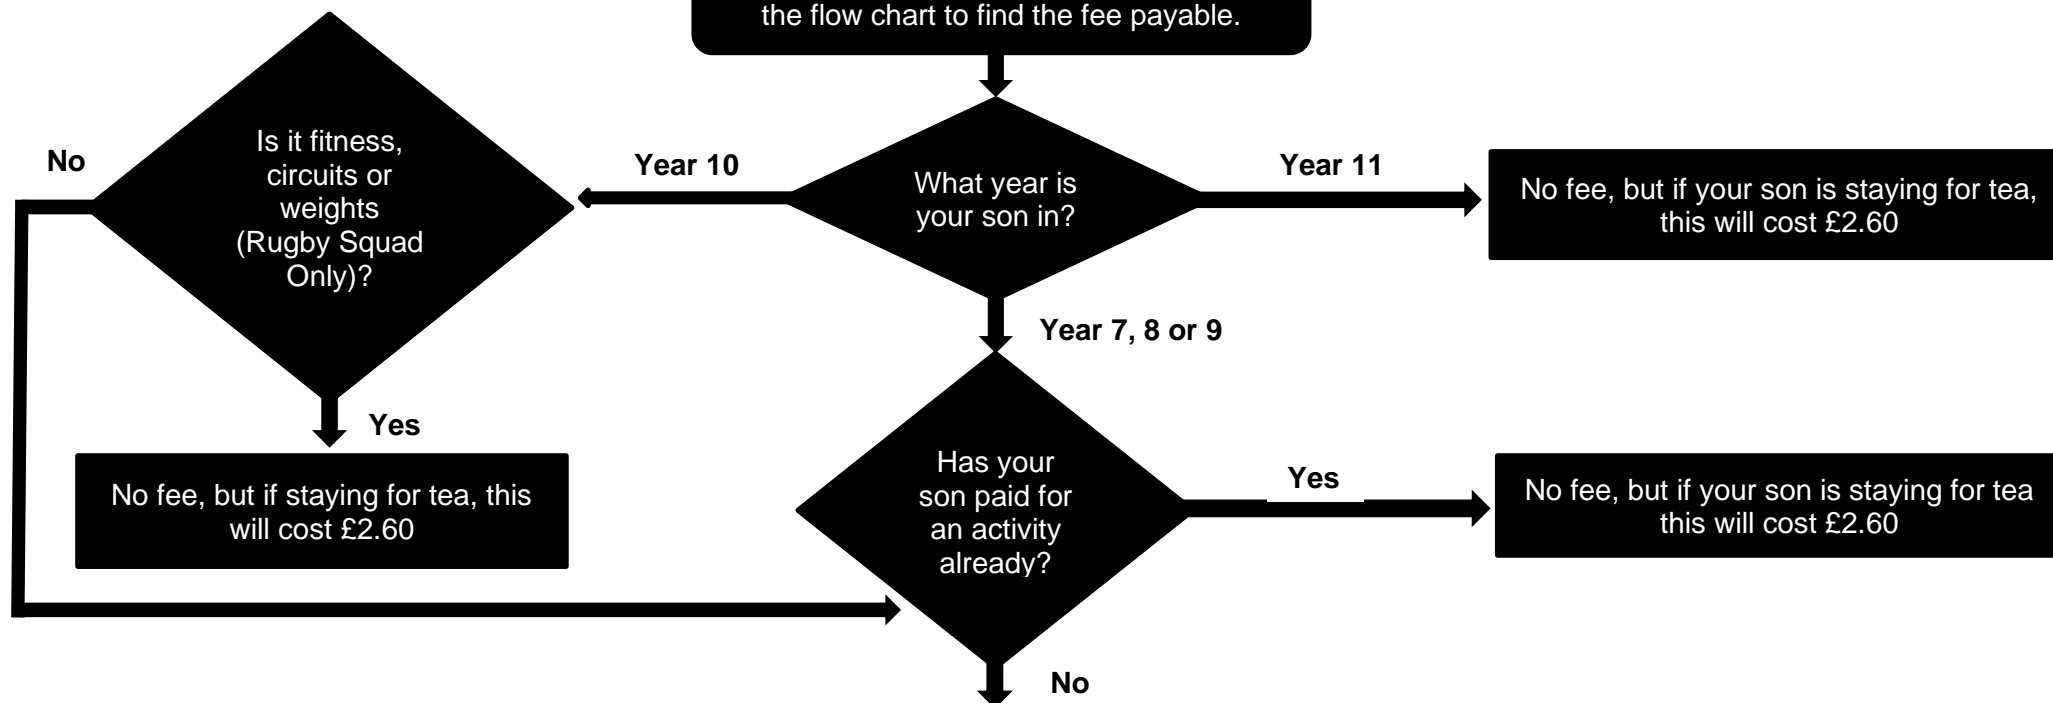 the flow chart to find the fee payable.
No
Is it fitness,
circuits or
weights
(Rugby Squad
Only)?
Year 10
What year is
your son in?
Year 11
No fee, but if your son is staying for tea,
this will cost £2.60
Year 7, 8 or 9
Yes
No fee, but if staying for tea, this
will cost £2.60
Has your
son paid for
an activity
already?
Yes
No fee, but if your son is staying for tea
this will cost £2.60
No